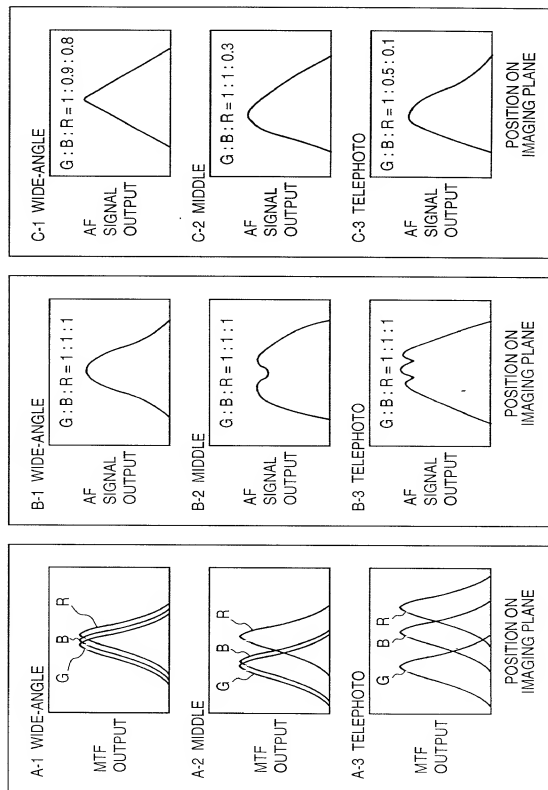 A-1 WIDE-ANGLE
MTF
OUTPUT
G
B
R
A-2 MIDDLE
MTF
OUTPUT
G
B
R
A-3 TELEPHOTO
MTF
OUTPUT
G
B
R
POSITION ON
IMAGING PLANE
B-1 WIDE-ANGLE
AF
SIGNAL
OUTPUT
G : B : R = 1 : 1 : 1
B-2 MIDDLE
AF
SIGNAL
OUTPUT
G : B : R = 1 : 1 : 1
B-3 TELEPHOTO
AF
SIGNAL
OUTPUT
G : B : R = 1 : 1 : 1
POSITION ON
IMAGING PLANE
C-1 WIDE-ANGLE
AF
SIGNAL
OUTPUT
G : B : R = 1 : 0.9 : 0.8
C-2 MIDDLE
AF
SIGNAL
OUTPUT
G : B : R = 1 : 1 : 0.3
C-3 TELEPHOTO
AF
SIGNAL
OUTPUT
G : B : R = 1 : 0.5 : 0.1
POSITION ON
IMAGING PLANE